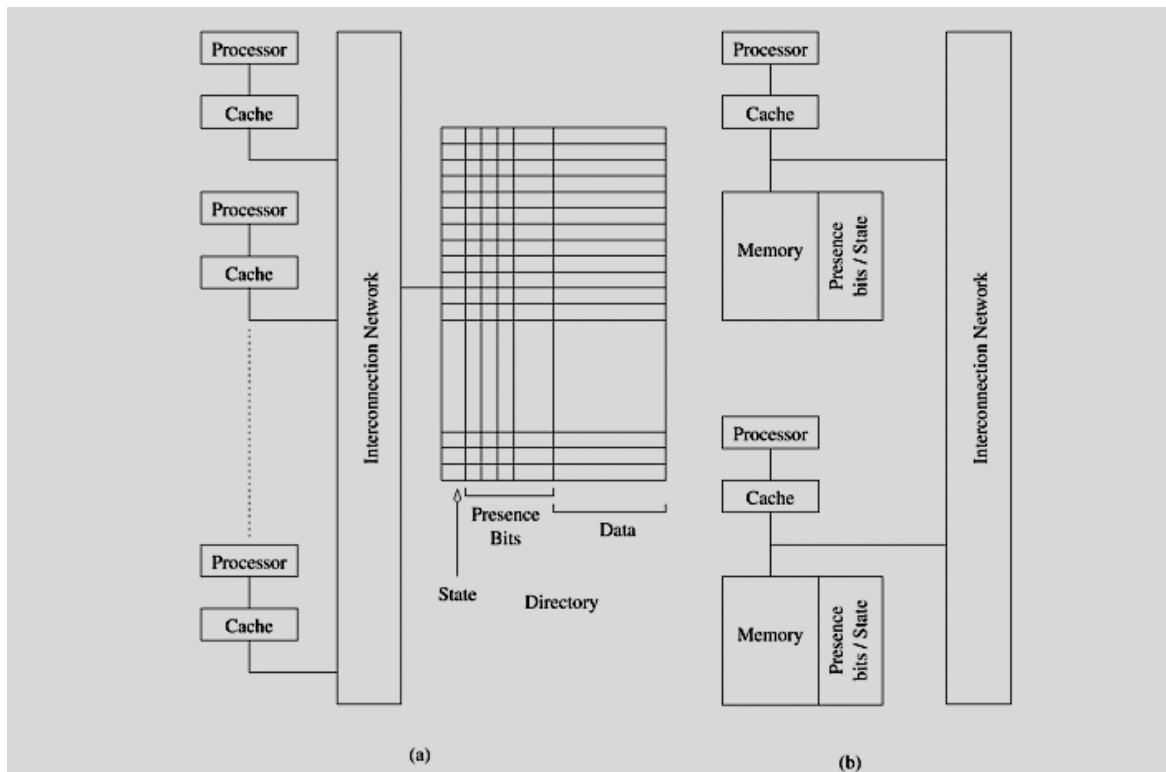 Processor
Cache
Processor
Cache
Processor
Cache
Interconnection Network
State
Presence
Bits
Data
Directory
(a)
Processor
Cache
Memory
Presence
bits / State
Processor
Cache
Memory
Presence
bits / State
Interconnection Network
(b)